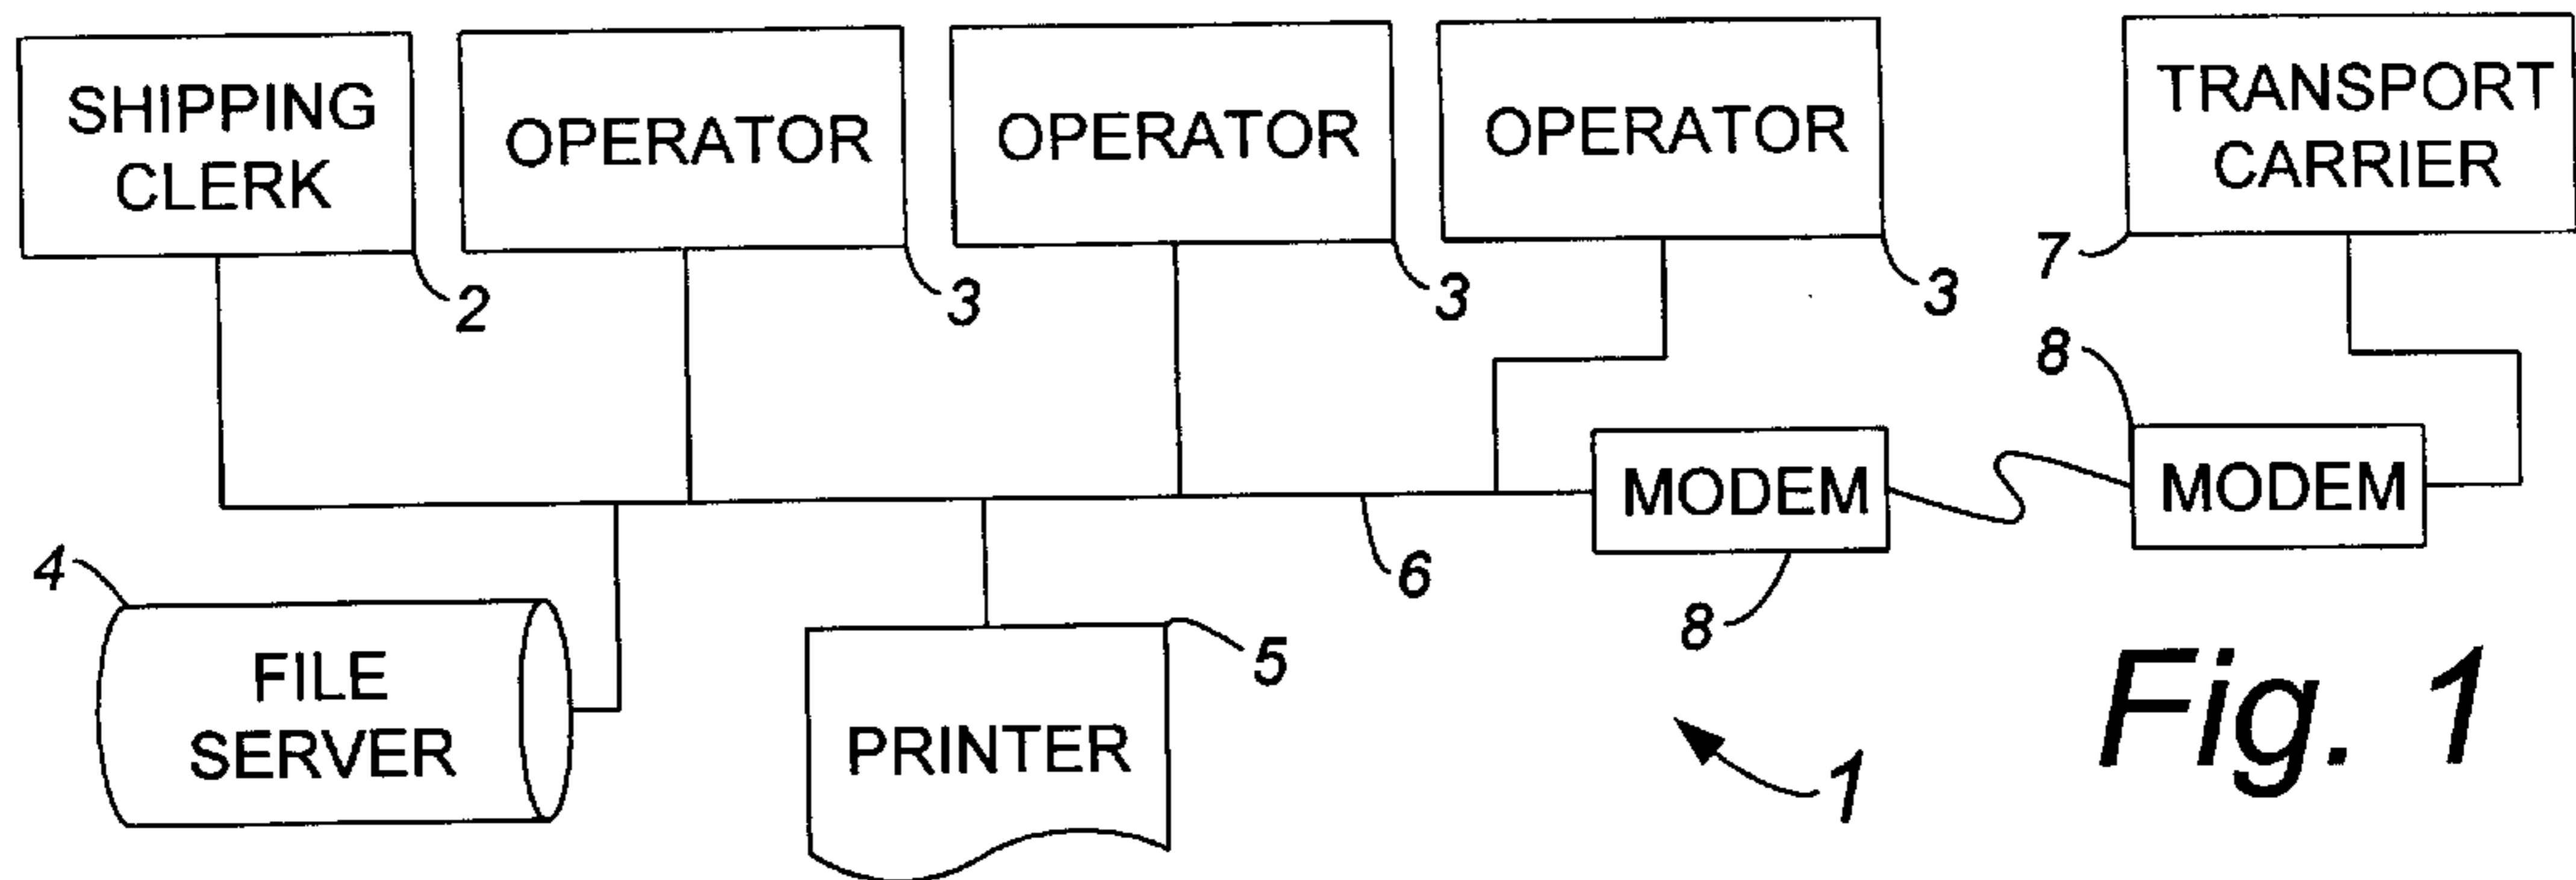 SHIPPING
CLERK
2
OPERATOR
3
OPERATOR
3
OPERATOR
3
TRANSPORT
CARRIER
7
8
MODEM
8
MODEM
6
4
FILE
SERVER
5
PRINTER
1
Fig. 1